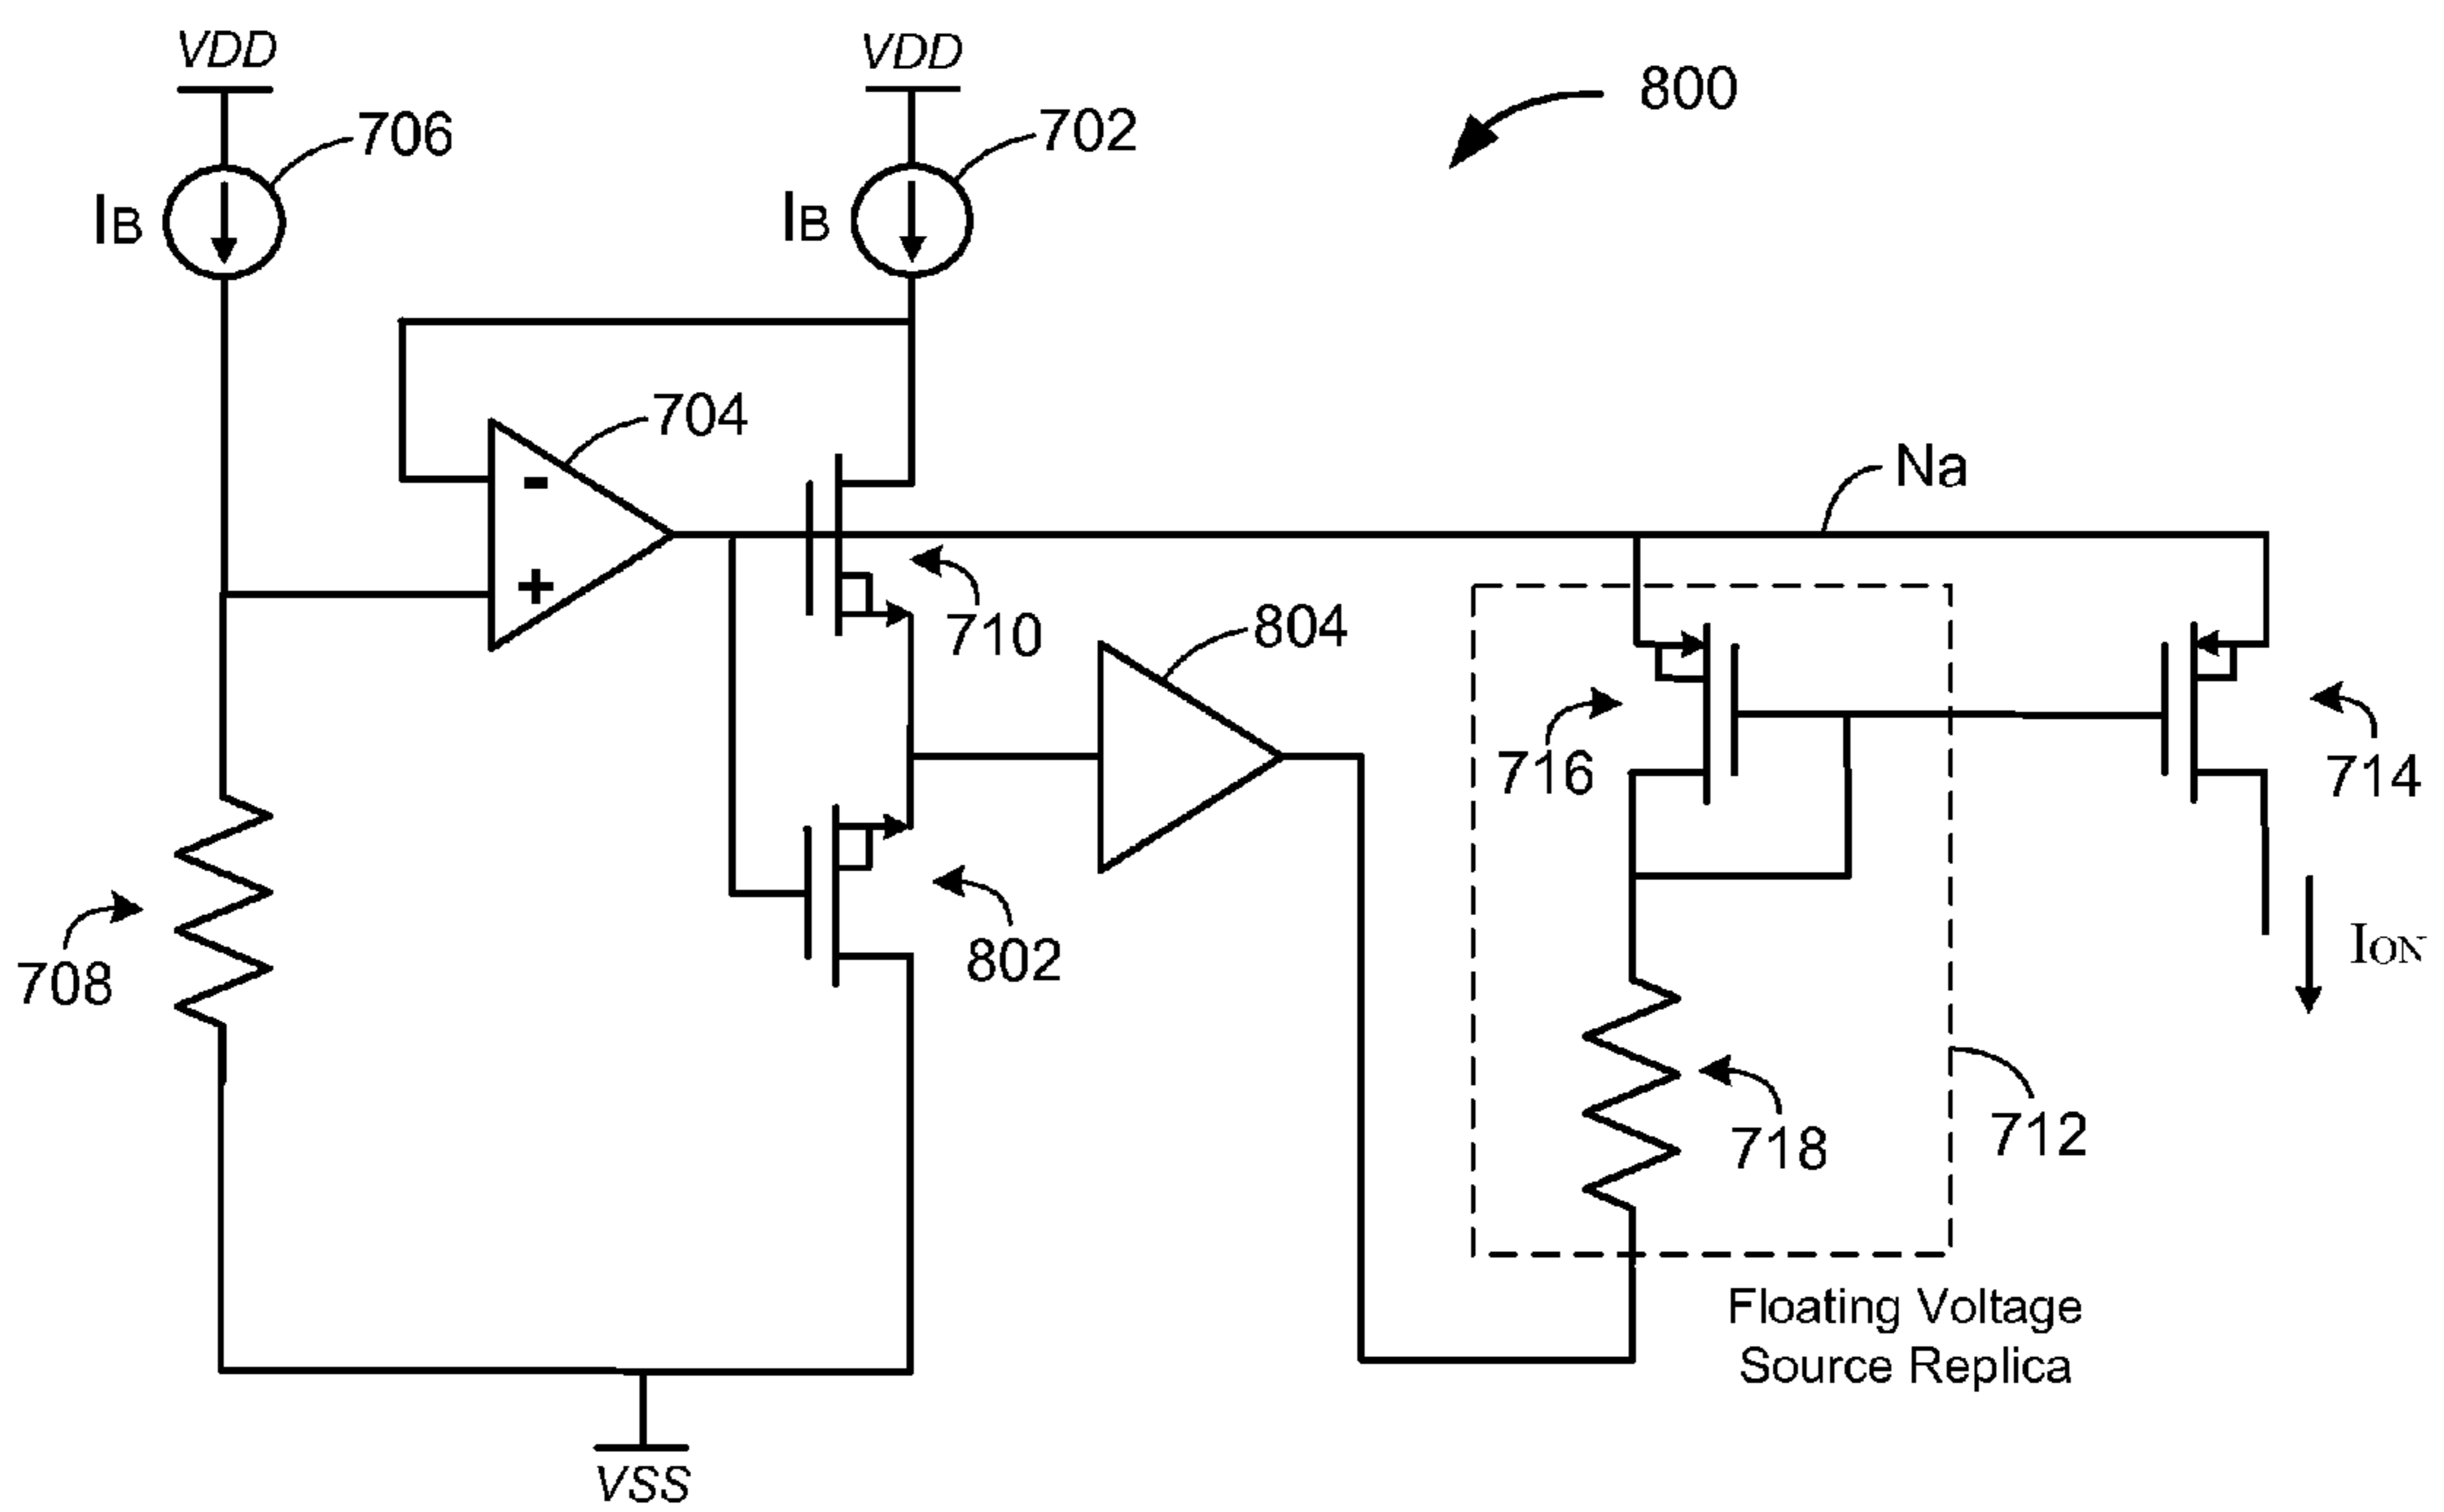 VDD
VDD
800
706
702
IB
IB
704
Na
-
+
710
804
716
714
802
708
ION
718
712
Floating Voltage
Source Replica
VSS